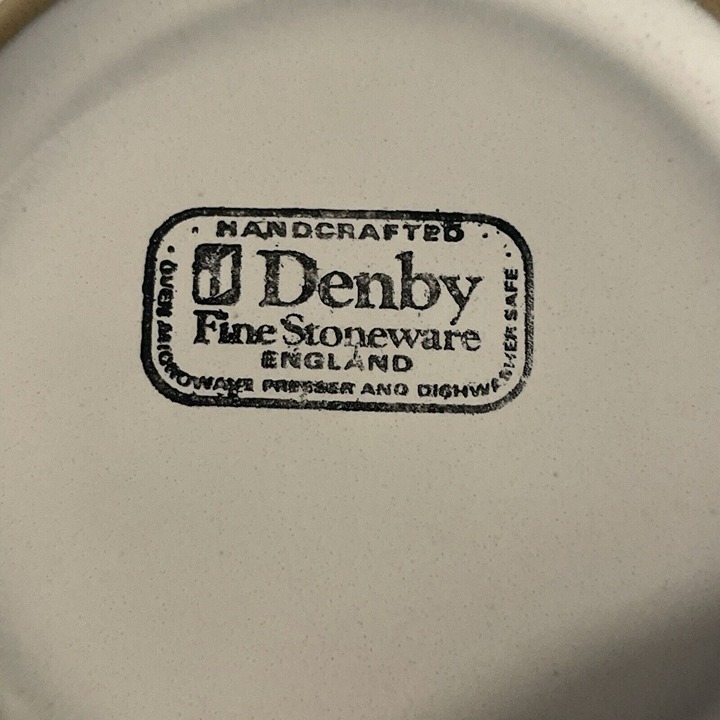 HANDCRAFTED
Denby
Fine Stoneware
ENGLAND
· OVEN MICROWAVE FREEZER AND DISHWASHER SAFE ·